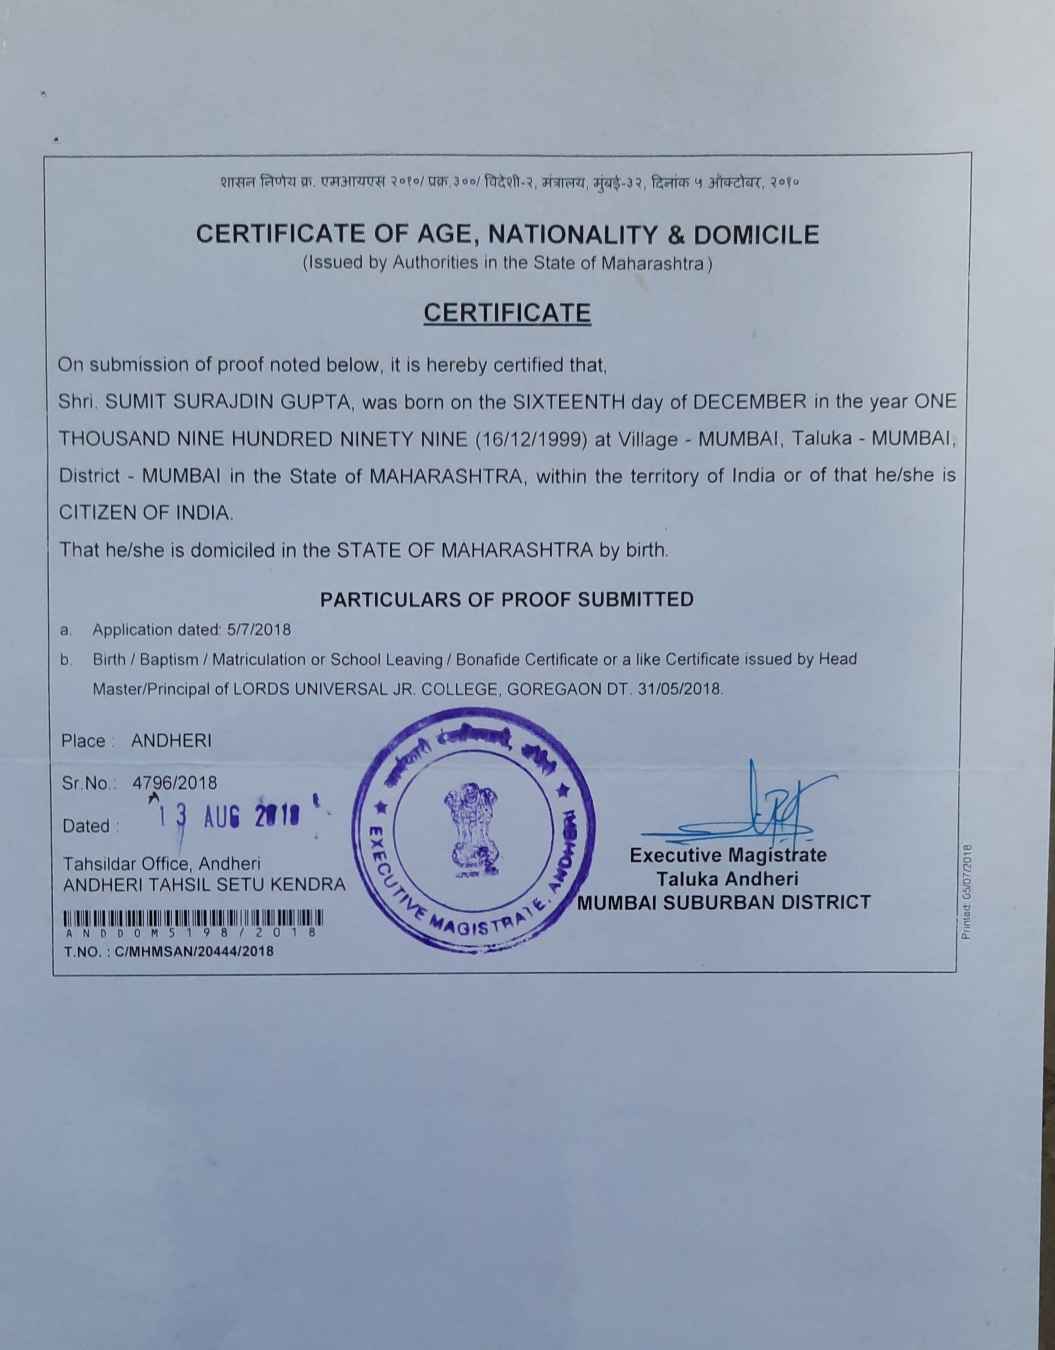 शासन निर्णय क्र. एमआयएस २०१०/ प्रक्र.३००/ विदेशी-२, मंत्रालय, मुंबई-३२, दिनांक ५ ऑक्टोबर, २०१०
CERTIFICATE OF AGE, NATIONALITY & DOMICILE
(Issued by Authorities in the State of Maharashtra)
CERTIFICATE
On submission of proof noted below, it is hereby certified that,
Shri. SUMIT SURAJDIN GUPTA, was born on the SIXTEENTH day of DECEMBER in the year ONE
THOUSAND NINE HUNDRED NINETY NINE (16/12/1999) at Village - MUMBAI, Taluka - MUMBAI,
District - MUMBAI in the State of MAHARASHTRA, within the territory of India or of that he/she is
CITIZEN OF INDIA.
That he/she is domiciled in the STATE OF MAHARASHTRA by birth.
PARTICULARS OF PROOF SUBMITTED
a. Application dated: 5/7/2018
b. Birth / Baptism / Matriculation or School Leaving / Bonafide Certificate or a like Certificate issued by Head
Master/Principal of LORDS UNIVERSAL JR. COLLEGE, GOREGAON DT. 31/05/2018.
Place : ANDHERI
Sr.No.: 4796/2018
Dated : 13 AUG 2018
Tahsildar Office, Andheri
ANDHERI TAHSIL SETU KENDRA
ANDDOM5198/2018
T.NO. : C/MHMSAN/20444/2018
कार्यकारी दंडाधिकारी, अंधेरी
EXECUTIVE MAGISTRATE, ANDHERI
Executive Magistrate
Taluka Andheri
MUMBAI SUBURBAN DISTRICT
Printed: G5/07/2018